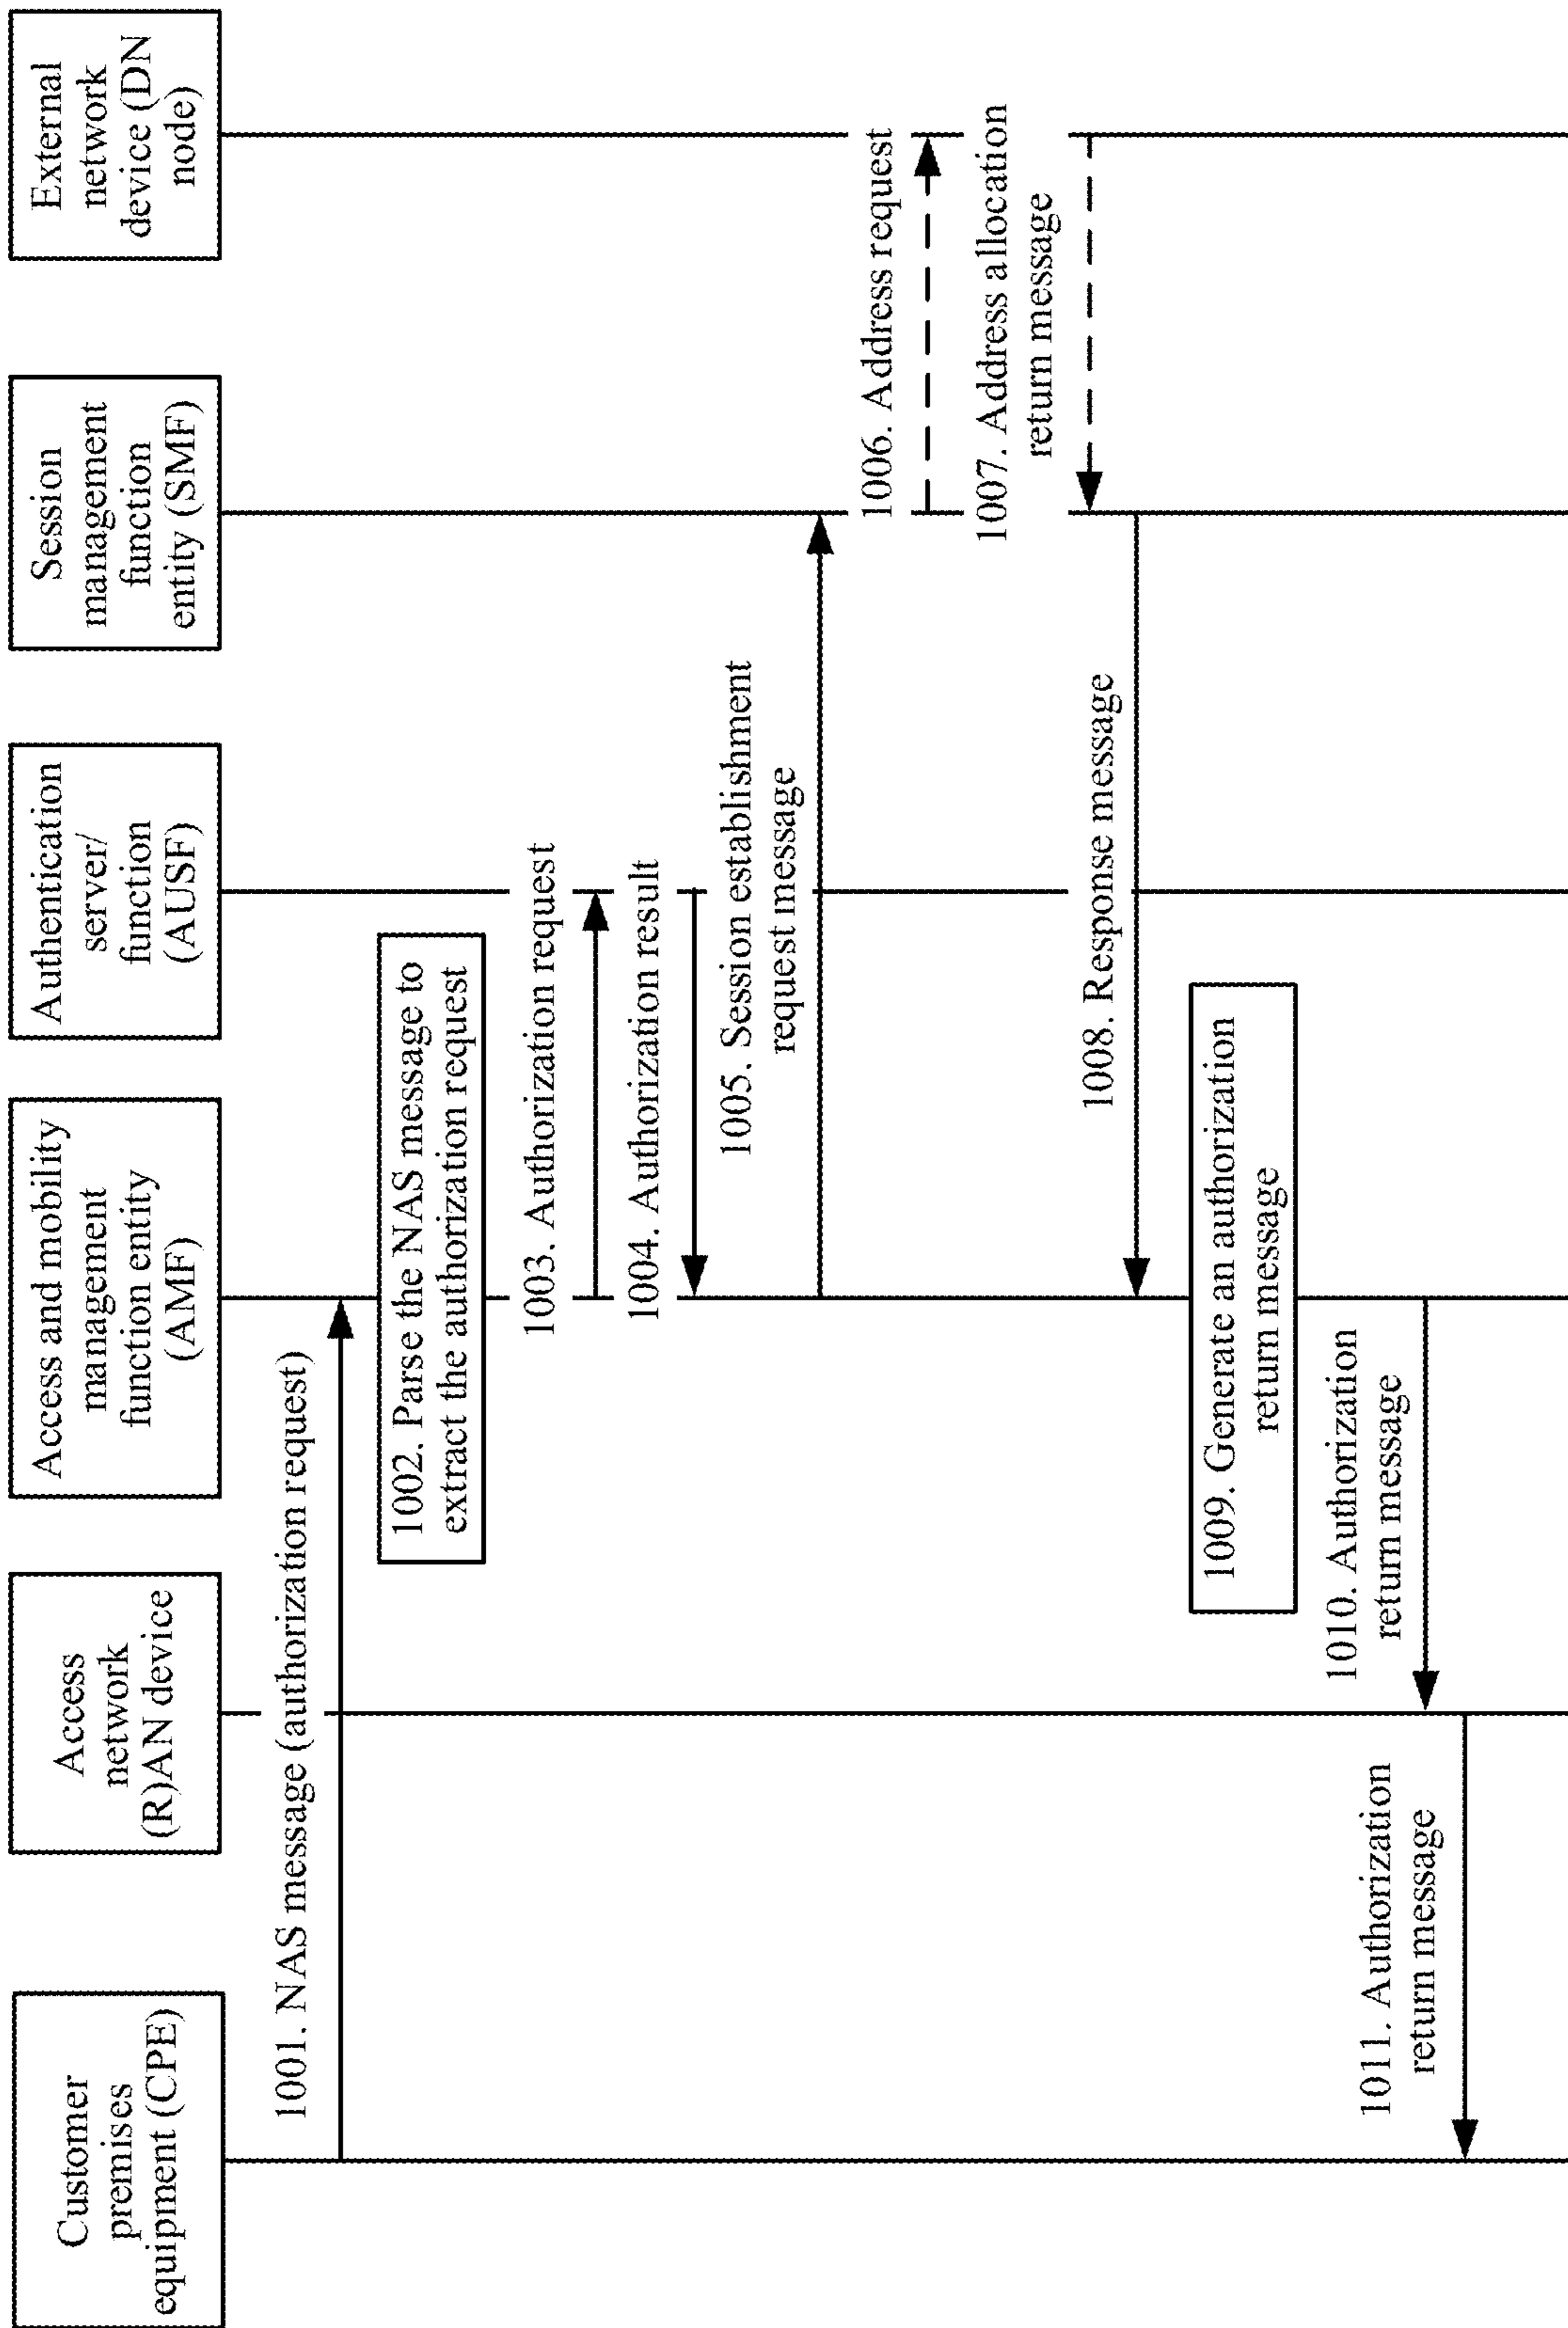 Customer
premises
equipment (CPE)
Access
network
(R)AN device
Access and mobility
management
function entity
(AMF)
Authentication
server/
function
(AUSF)
Session
management
function
entity (SMF)
External
network
device (DN
node)
1001. NAS message (authorization request)
1002. Parse the NAS message to
extract the authorization request
1003. Authorization request
1004. Authorization result
1005. Session establishment
request message
1006. Address request
1007. Address allocation
return message
1008. Response message
1009. Generate an authorization
return message
1010. Authorization
return message
1011. Authorization
return message